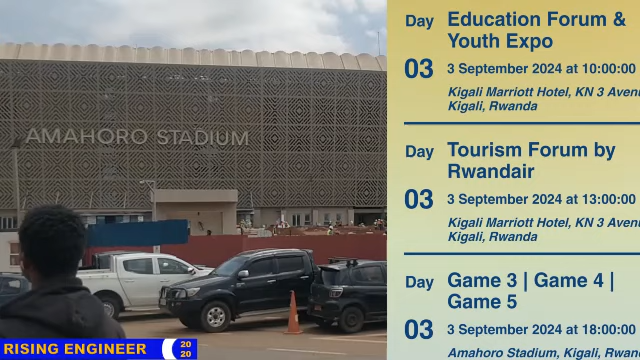 AMAHORO STADIUM
RISING ENGINEER
20
20
Day
03
Education Forum &
Youth Expo
3 September 2024 at 10:00:00
Kigali Marriott Hotel, KN 3 Avenu
Kigali, Rwanda
Day
03
Tourism Forum by
Rwandair
3 September 2024 at 13:00:00
Kigali Marriott Hotel, KN 3 Avenu
Kigali, Rwanda
Day
03
Game 3 | Game 4 |
Game 5
3 September 2024 at 18:00:00
Amahoro Stadium, Kigali, Rwan